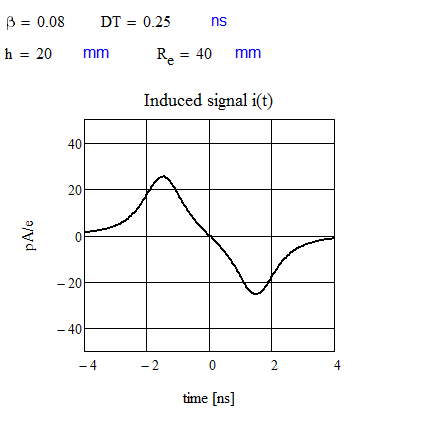 β = 0.08 DT = 0.25 ns
h = 20 mm Re = 40 mm
Induced signal i(t)
40
20
0
−20
−40
pA/e
−4 −2 0 2 4
time [ns]